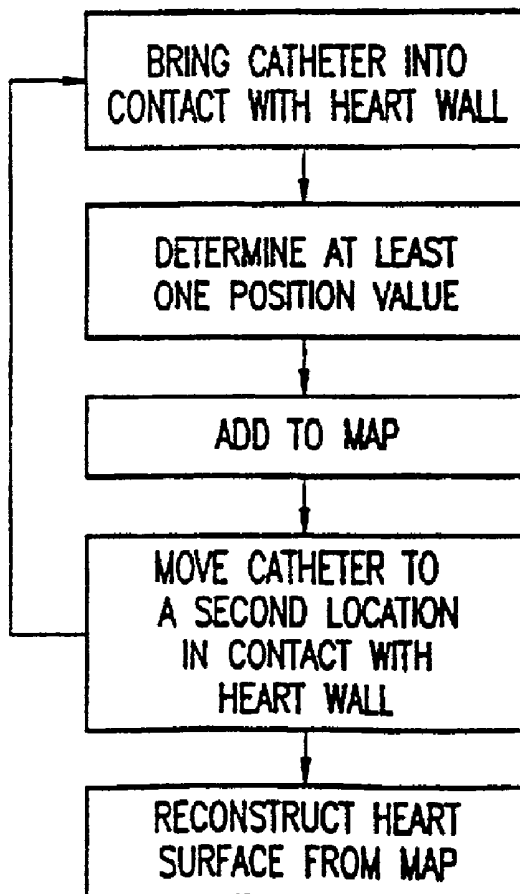 BRING CATHETER INTO
CONTACT WITH HEART WALL
DETERMINE AT LEAST
ONE POSITION VALUE
ADD TO MAP
MOVE CATHETER TO
A SECOND LOCATION
IN CONTACT WITH
HEART WALL
RECONSTRUCT HEART
SURFACE FROM MAP